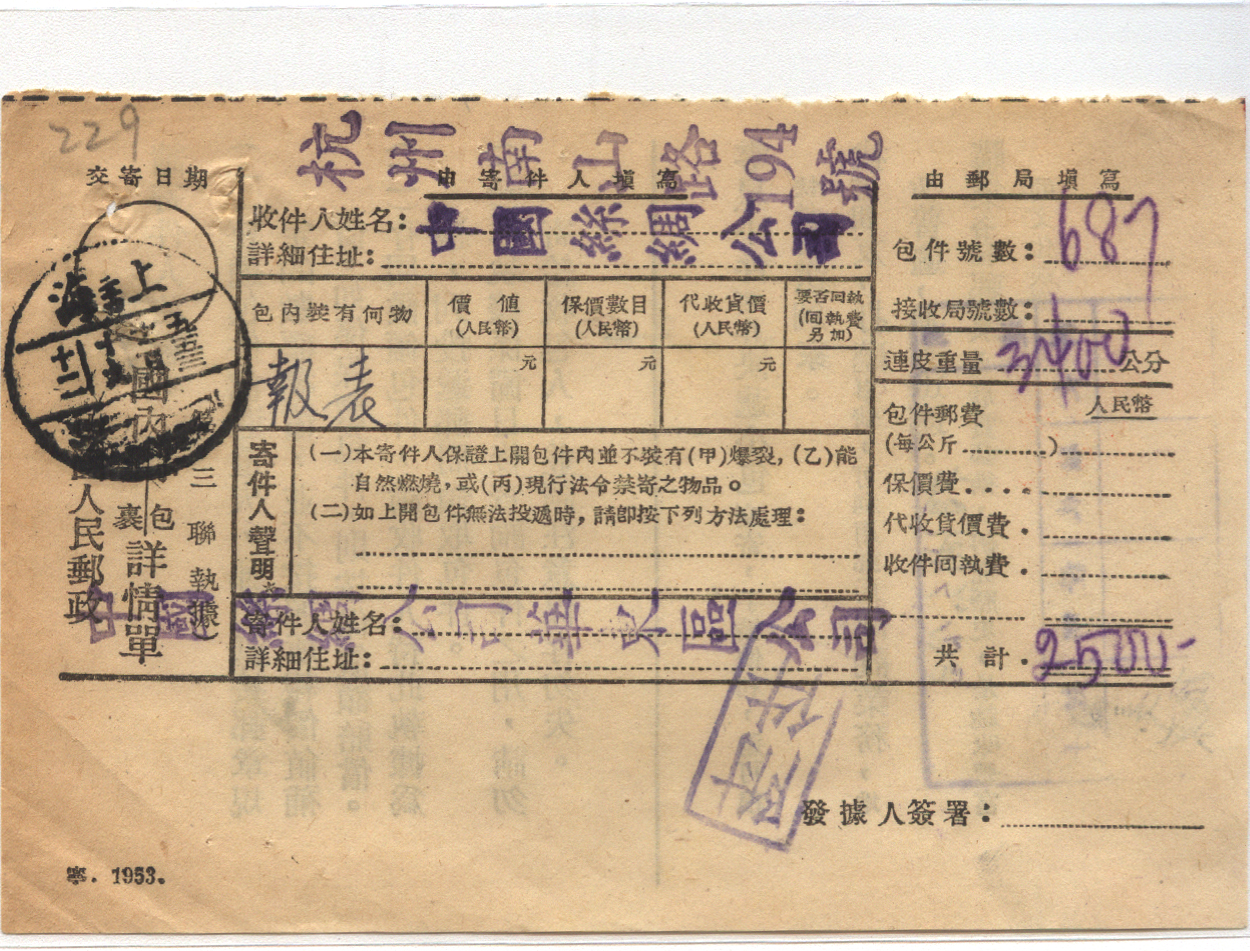 229
杭州南山路194號
交寄日期
由寄件人填寫
由郵局填寫
收件人姓名：中國絲綢公司
詳細住址：
包件號數：687
接收局號數：
包內裝有何物
價值
(人民幣)
保價數目
(人民幣)
代收貨價
(人民幣)
要否回執
(回執費另加)
元
元
元
報表
連皮重量 3400 公分
人民幣
包件郵費
(每公斤............)
保價費....
代收貨價費.
收件回執費.
共計.2500-
寄件人聲明
(一)本寄件人保證上開包件內並不裝有(甲)爆裂,(乙)能
自然燃燒,或(丙)現行法令禁寄之物品。
(二)如上開包件無法投遞時,請即按下列方法處理：
中國絲綢公司華東區公司
寄件人姓名：
詳細住址：
上海
人民郵政
國內
包裹詳情單
三聯執據
發據人簽署：
寧. 1953.